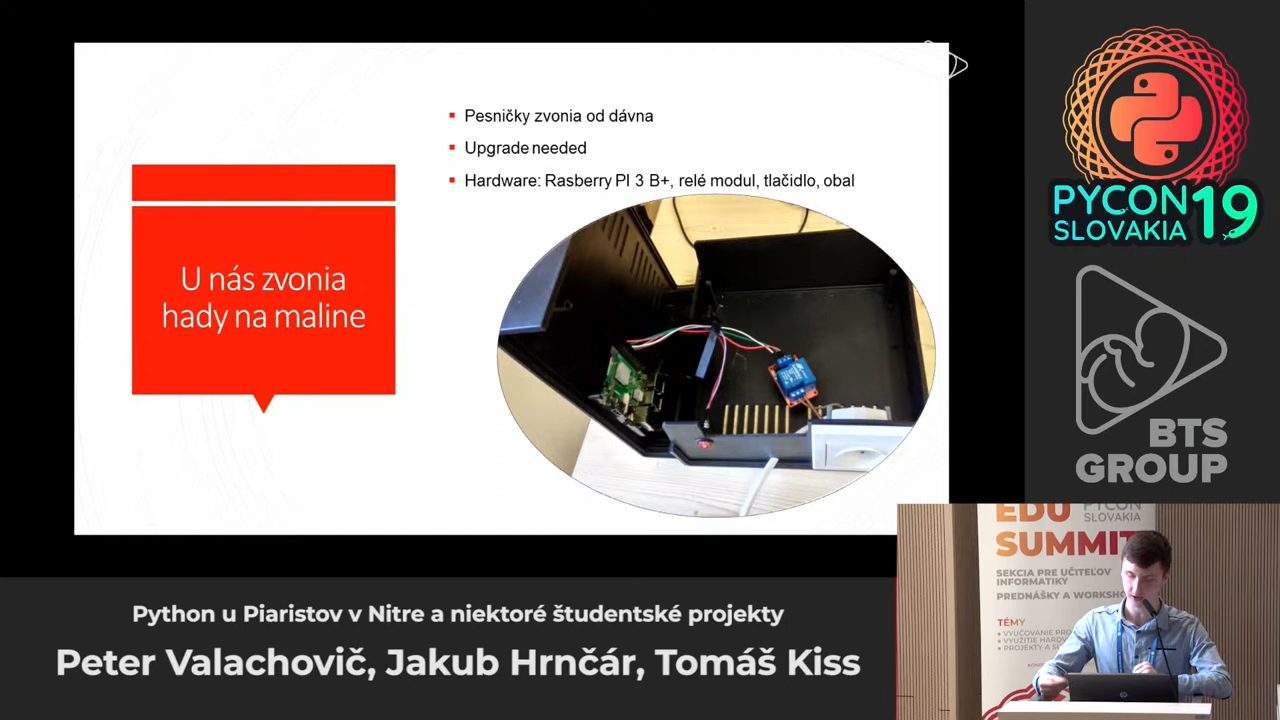 Pesničky zvonia od dávna
Upgrade needed
Hardware: Rasberry PI 3 B+, relé modul, tlačidlo, obal
U nás zvonia
hady na maline
PYCON 19
SLOVAKIA
BTS
GROUP
EDU PYCON
SLOVAKIA
SUMMIT
SEKCIA PRE UČITEĽOV
INFORMATIKY
PREDNÁŠKY A
TÉMY
Python u Piaristov v Nitre a niektoré študentské projekty
Peter Valachovič, Jakub Hrnčár, Tomáš Kiss